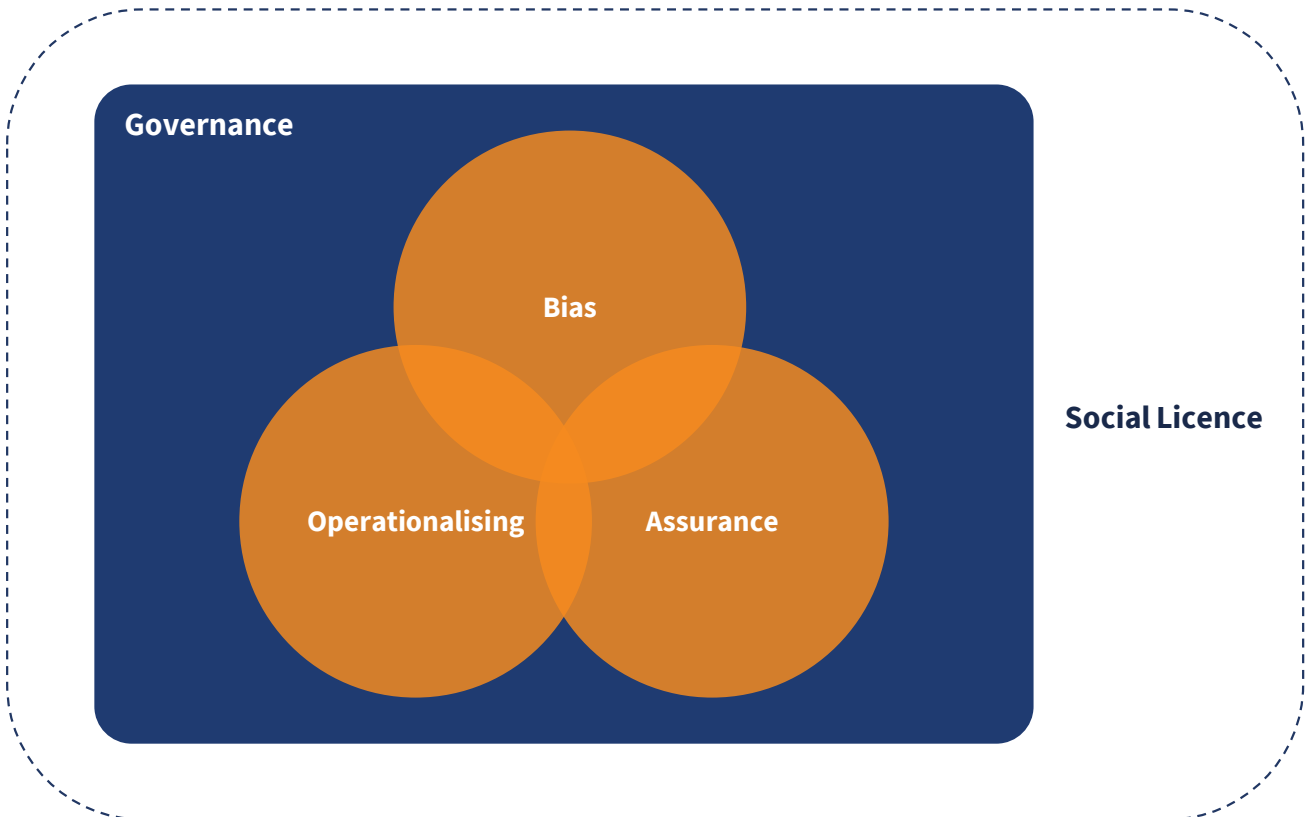 Governance
Bias
Social Licence
Operationalising
Assurance